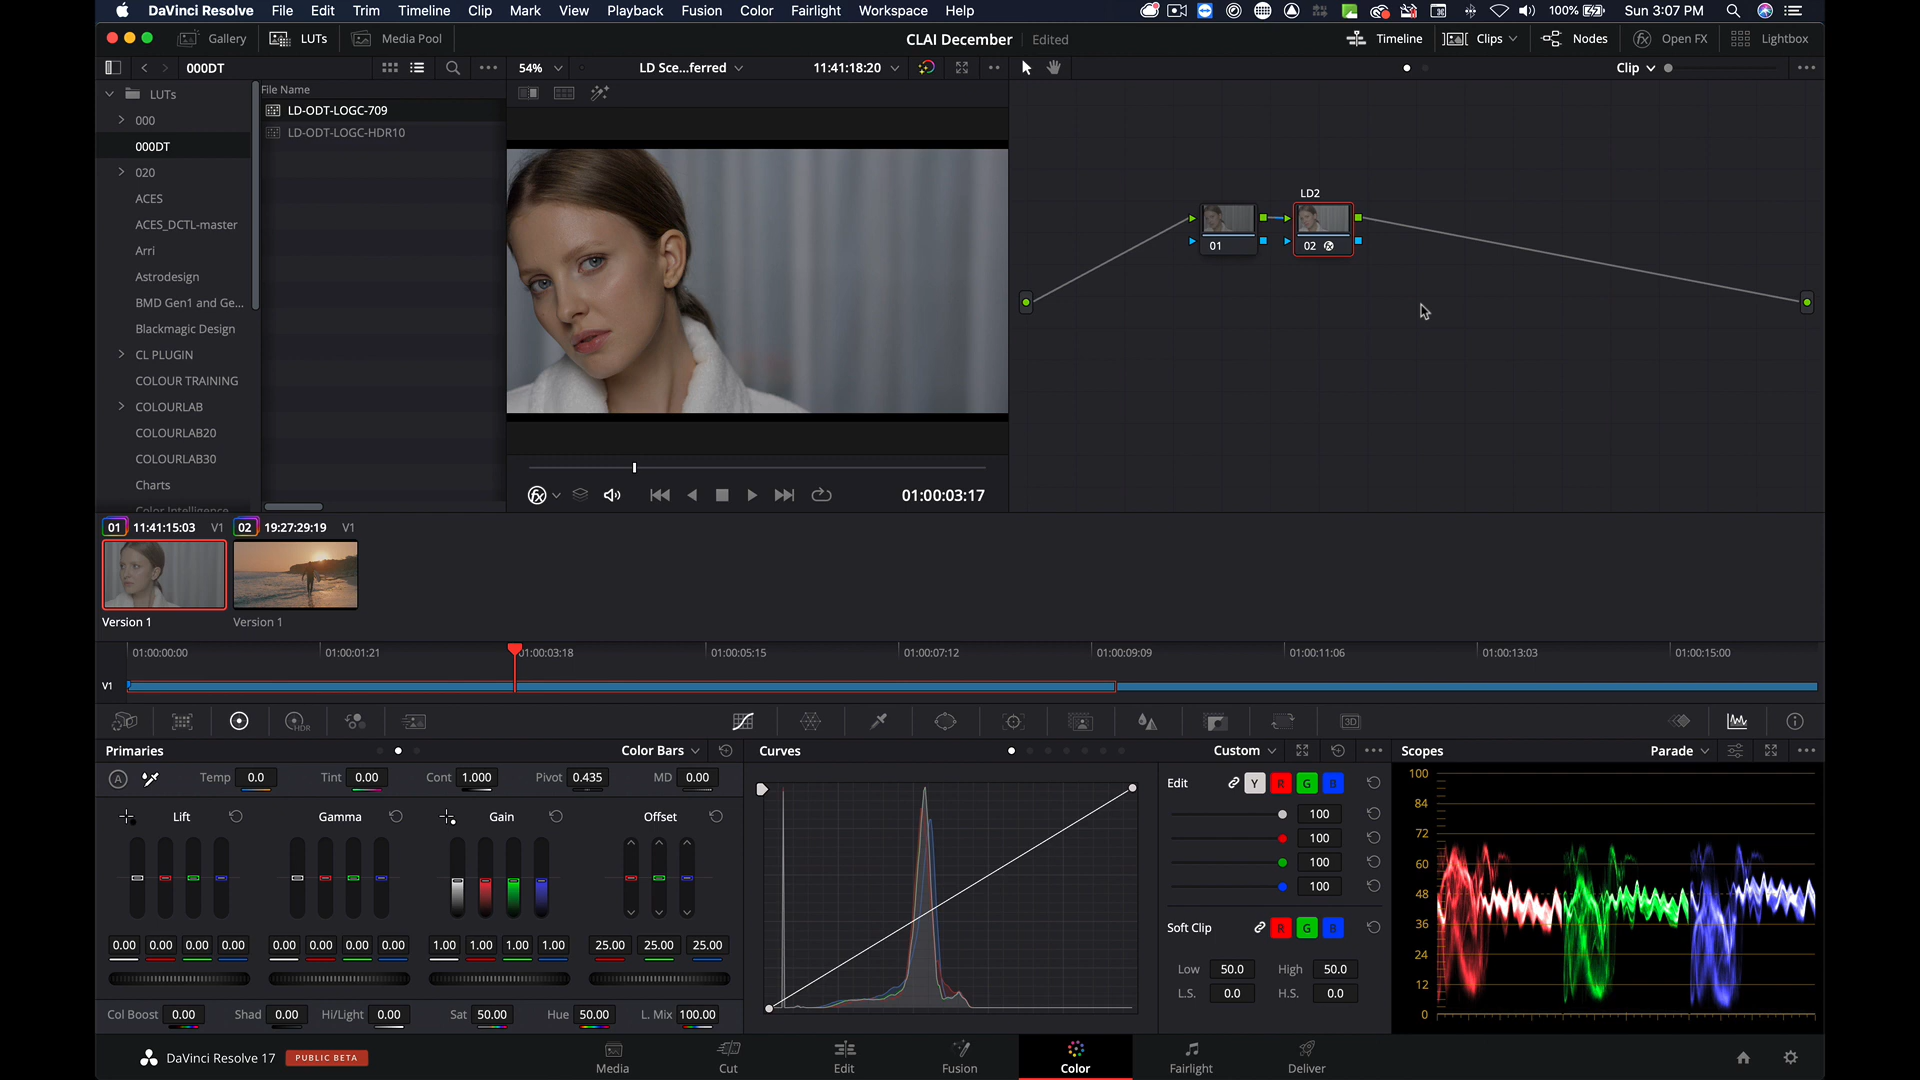 DaVinci Resolve File Edit Trim Timeline Clip Mark View Playback Fusion Color Fairlight Workspace Help 100% Sun 3:07 PM
Gallery LUTs Media Pool CLAI December Edited Timeline Clips Nodes Open FX Lightbox
000DT 54% LD Sce...ferred 11:41:18:20 Clip
LUTs
000
000DT
020
ACES
ACES_DCTL-master
Arri
Astrodesign
BMD Gen1 and Ge...
Blackmagic Design
CL PLUGIN
COLOUR TRAINING
COLOURLAB
COLOURLAB20
COLOURLAB30
Charts
Color Intelligence
File Name
LD-ODT-LOGC-709
LD-ODT-LOGC-HDR10
01:00:03:17
LD2
01 02
01 11:41:15:03 V1 02 19:27:29:19 V1
Version 1 Version 1
01:00:00:00 01:00:01:21 01:00:03:18 01:00:05:15 01:00:07:12 01:00:09:09 01:00:11:06 01:00:13:03 01:00:15:00
V1
HDR 3D
Primaries Color Bars
A Temp 0.0 Tint 0.00 Cont 1.000 Pivot 0.435 MD 0.00
Lift Gamma Gain Offset
0.00 0.00 0.00 0.00 0.00 0.00 0.00 0.00 1.00 1.00 1.00 1.00 25.00 25.00 25.00
Col Boost 0.00 Shad 0.00 Hi/Light 0.00 Sat 50.00 Hue 50.00 L. Mix 100.00
Curves Custom
Edit Y R G B
100
100
100
100
Soft Clip R G B
Low 50.0 High 50.0
L.S. 0.0 H.S. 0.0
Scopes Parade
100
84
72
60
48
36
24
12
0
DaVinci Resolve 17 PUBLIC BETA Media Cut Edit Fusion Color Fairlight Deliver